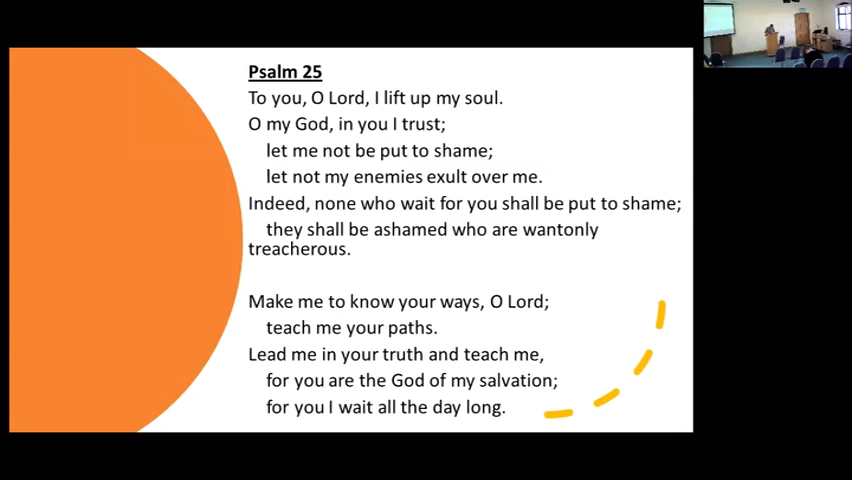 Psalm 25
To you, O Lord, I lift up my soul.
O my God, in you I trust;
let me not be put to shame;
let not my enemies exult over me.
Indeed, none who wait for you shall be put to shame;
they shall be ashamed who are wantonly
treacherous.
Make me to know your ways, O Lord;
teach me your paths.
Lead me in your truth and teach me,
for you are the God of my salvation;
for you I wait all the day long.